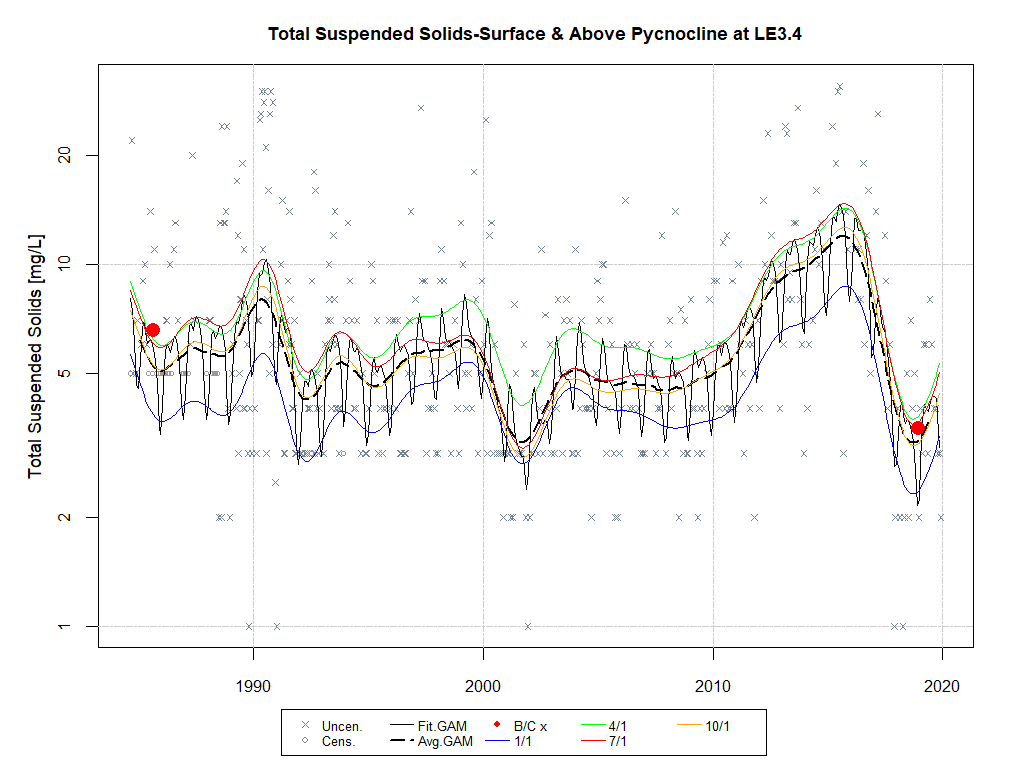 Total Suspended Solids-Surface & Above Pycnocline at LE3.4
Total Suspended Solids [mg/L]
20
10
5
2
1
1990 2000 2010 2020
Uncen. Fit.GAM B/C x 4/1 10/1
Cens. Avg.GAM 1/1 7/1